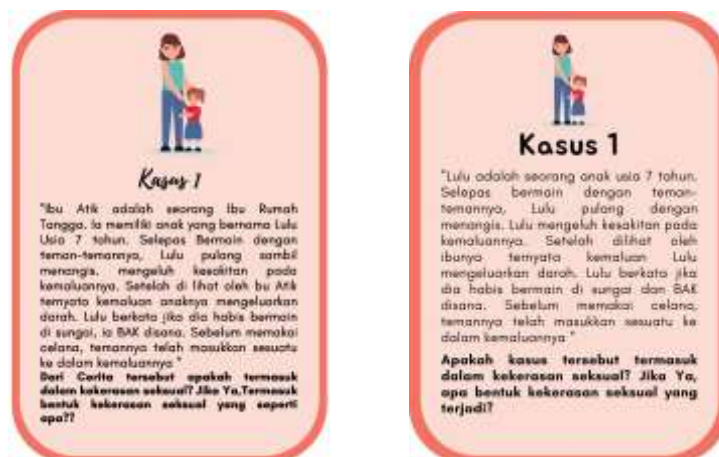 Kasus 1
"Ibu Atik adalah seorang Ibu Rumah
Tangga. Ia memiliki anak yang bernama Lulu
Usia 7 tahun. Selepas Bermain dengan
teman-temannya, Lulu pulang sambil
menangis. mengeluh kesakitan pada
kemaluannya. Setelah di lihat oleh bu Atik
ternyata kemaluan anaknya mengeluarkan
darah. Lulu berkata jika dia habis bermain
di sungai, ia BAK disana. Sebelum memakai
celana, temannya telah masukkan sesuatu
ke dalam kemaluannya "
Dari Cerita tersebut apakah termasuk
dalam kekerasan seksual? Jika Ya,Termasuk
bentuk kekerasan seksual yang seperti
apa??
Kasus 1
"Lulu adalah seorang anak usia 7 tahun.
Selepas bermain dengan teman-
temannya, Lulu pulang dengan
menangis. Lulu mengeluh kesakitan pada
kemaluannya. Setelah dilihat oleh
ibunya ternyata kemaluan Lulu
mengeluarkan darah. Lulu berkata jika
dia habis bermain di sungai dan BAK
disana. Sebelum memakai celana,
temannya telah masukkan sesuatu ke
dalam kemaluannya "
Apakah kasus tersebut termasuk
dalam kekerasan seksual? Jika Ya,
apa bentuk kekerasan seksual yang
terjadi?